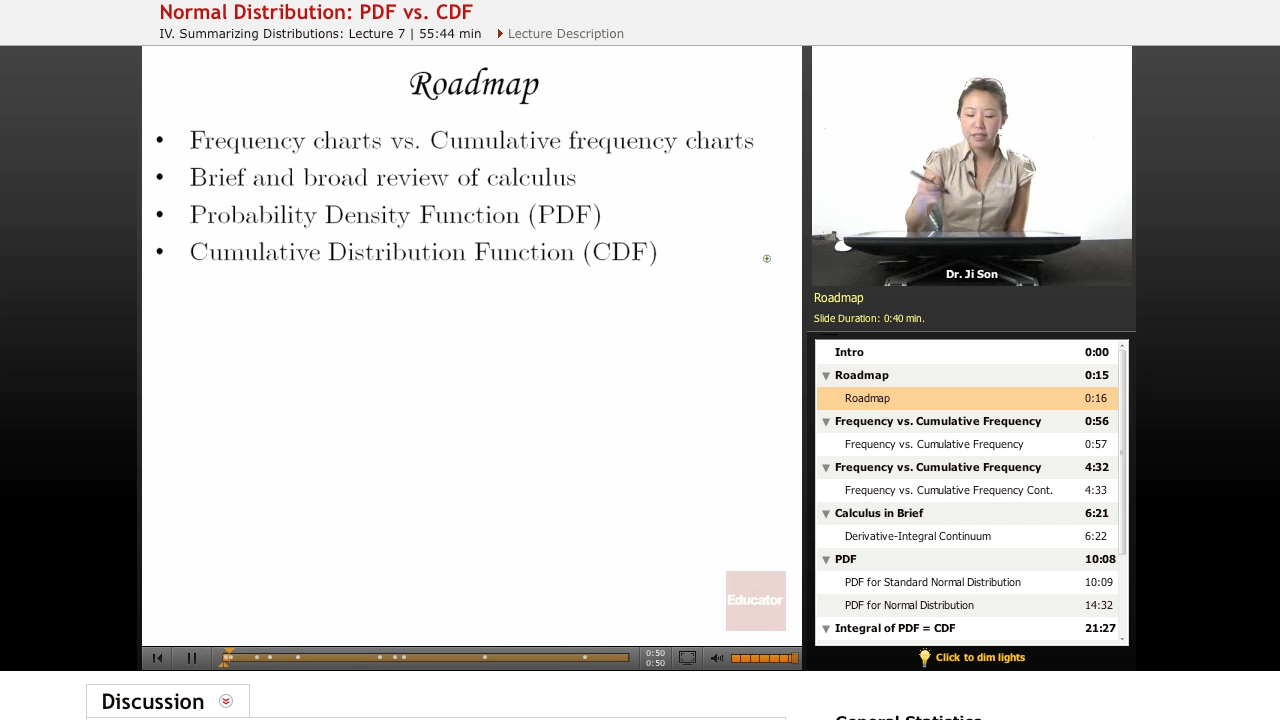 Normal Distribution: PDF vs. CDF
IV. Summarizing Distributions: Lecture 7 | 55:44 min
Lecture Description
Roadmap
• Frequency charts vs. Cumulative frequency charts
• Brief and broad review of calculus
• Probability Density Function (PDF)
• Cumulative Distribution Function (CDF)
Educator
0:50
0:50
Dr. Ji Son
Roadmap
Slide Duration: 0:40 min.
Intro 0:00
Roadmap 0:15
Roadmap 0:16
Frequency vs. Cumulative Frequency 0:56
Frequency vs. Cumulative Frequency 0:57
Frequency vs. Cumulative Frequency 4:32
Frequency vs. Cumulative Frequency Cont. 4:33
Calculus in Brief 6:21
Derivative-Integral Continuum 6:22
PDF 10:08
PDF for Standard Normal Distribution 10:09
PDF for Normal Distribution 14:32
Integral of PDF = CDF 21:27
Click to dim lights
Discussion
General Statistics